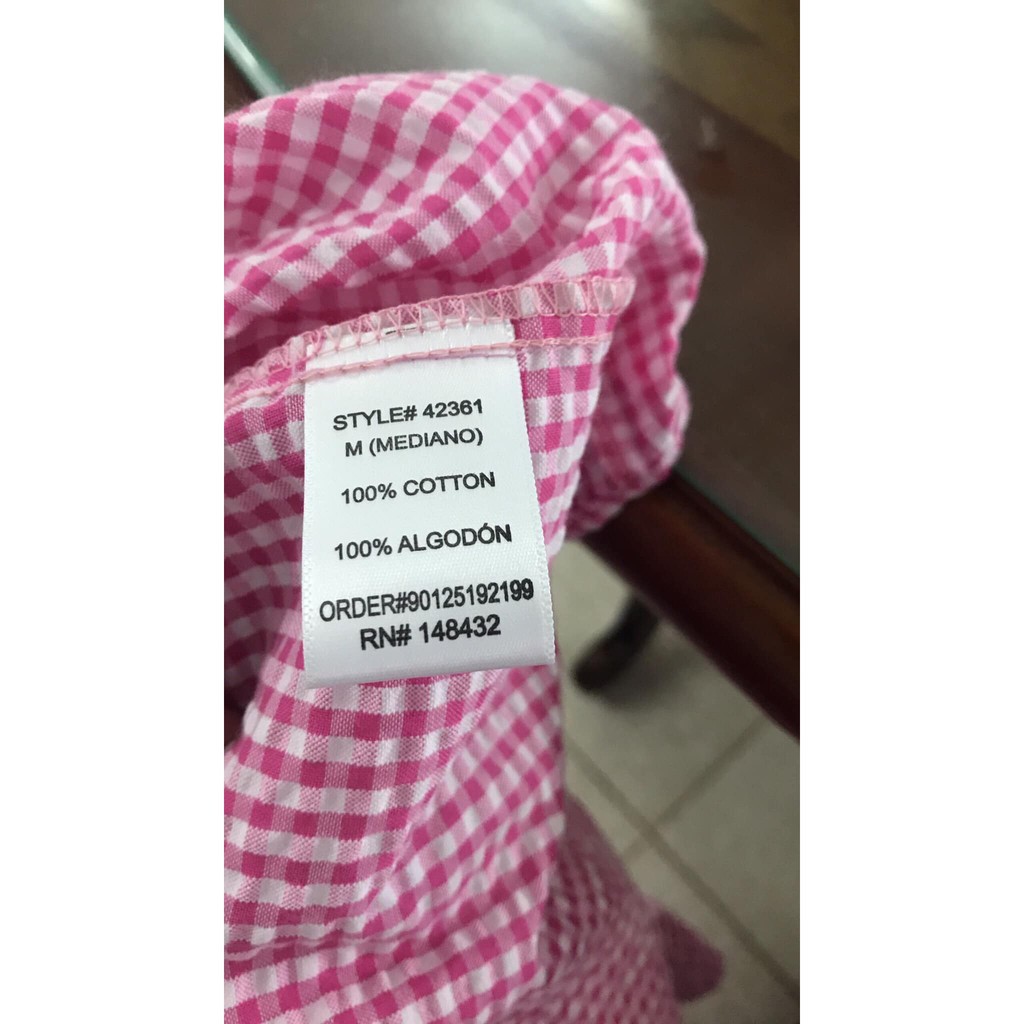 STYLE# 42361
M (MEDIANO)
100% COTTON
100% ALGODÓN
ORDER#90125192199
RN# 148432